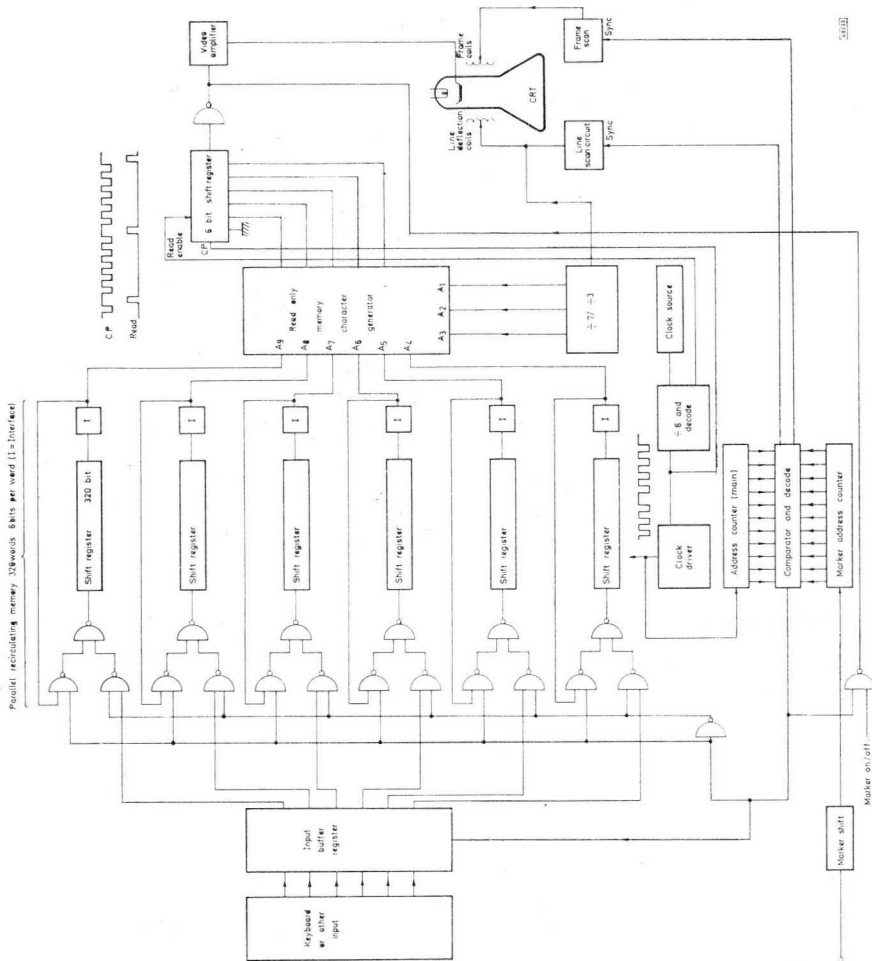 Parallel recirculating memory 320words 6bits per word (I = Interface)
Keyboard
or other
input
Input
buffer
register
Shift register 320 bit
I
Shift register
I
Shift register
I
Shift register
I
Shift register
I
Shift register
I
CP
Read
A9
A8
A7
A6
A5
A4
Read only
memory
character
generator
A3
A2
A1
Read
enable
CP
6 bit shift register
Video
amplifier
Line
deflection
coils
Frame
coils
CRT
÷7/ ÷3
Line
scan circuit
Sync
Frame
scan
Sync
Clock source
÷6 and
decode
Clock
driver
Address counter (main)
Comparator and decode
Marker address counter
Marker shift
Marker on/off